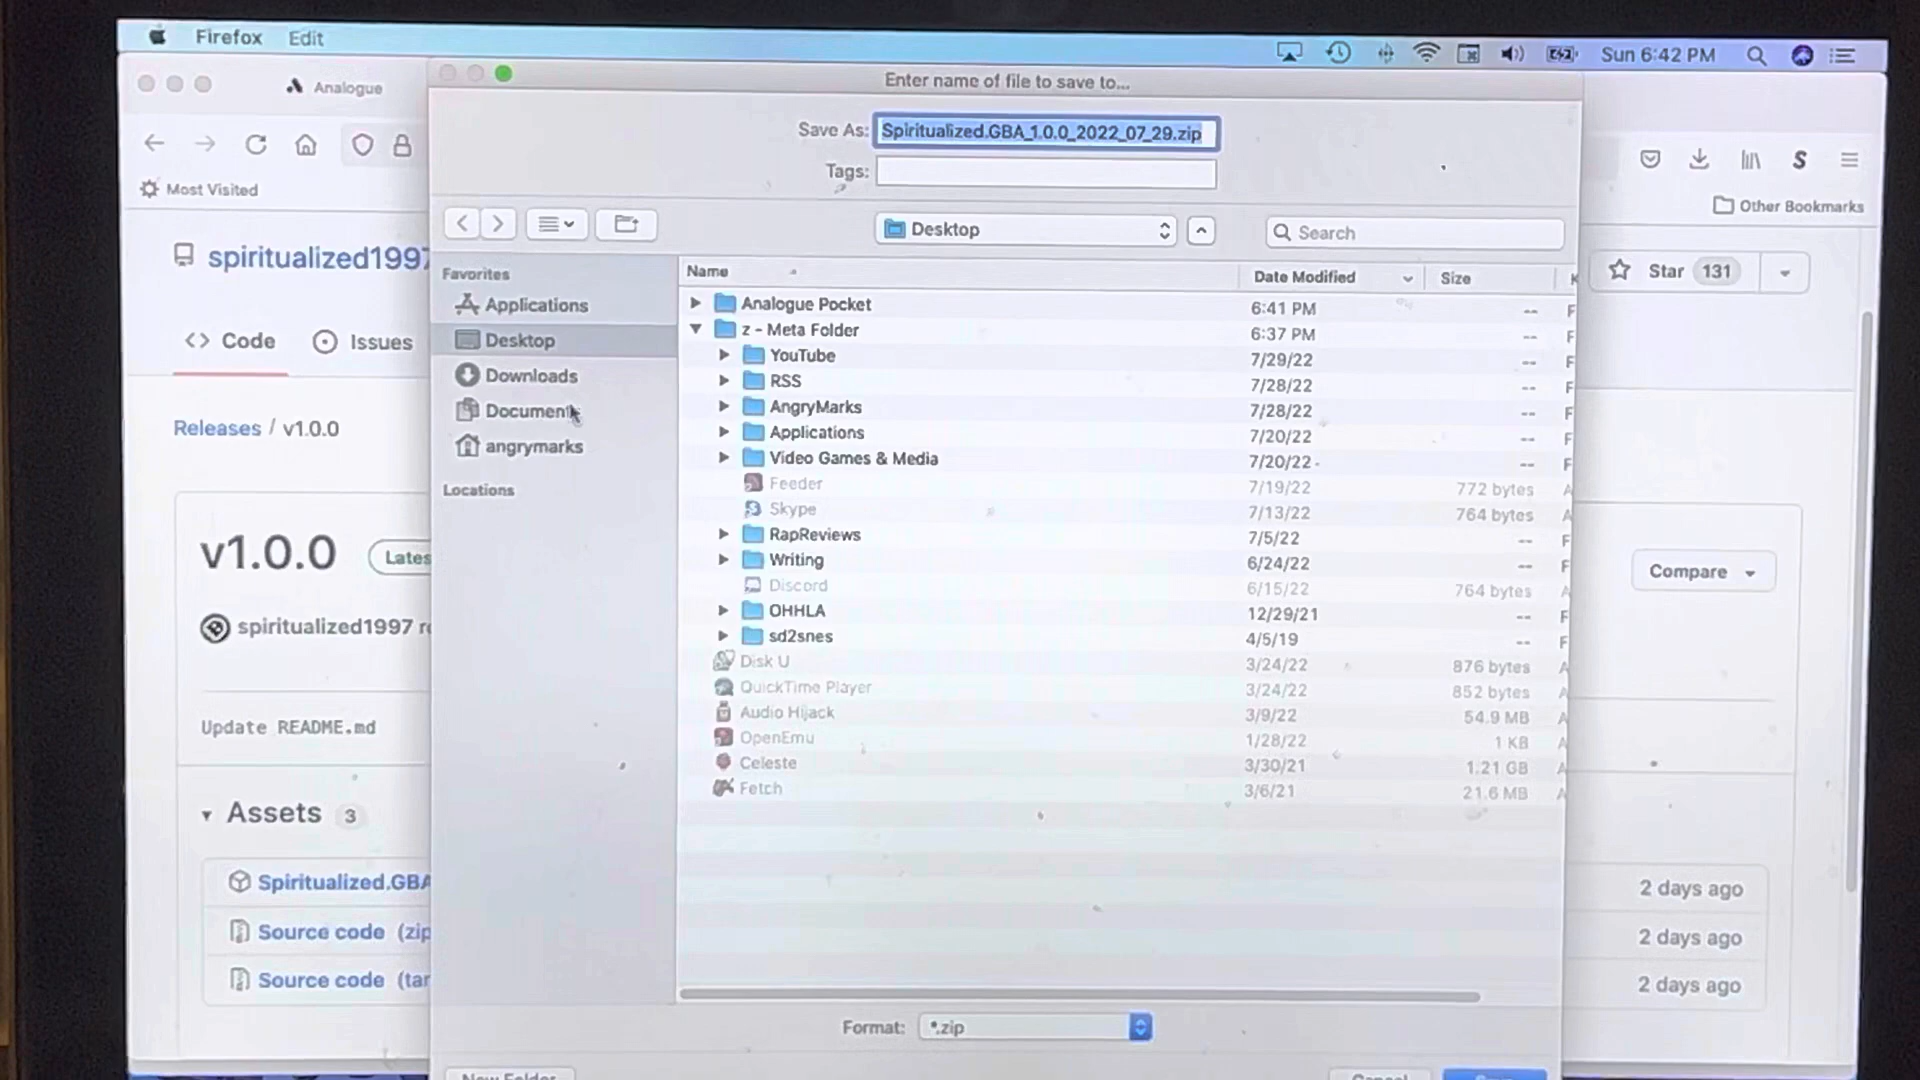 Firefox Edit
Sun 6:42 PM
Analogue
Enter name of file to save to...
Save As: Spiritualized.GBA_1.0.0_2022_07_29.zip
Tags:
Most Visited
Other Bookmarks
Desktop
Search
spiritualized1997
Star 131
Favorites
Applications
Desktop
Downloads
Documents
angrymarks
Locations
Name Date Modified Size
Analogue Pocket 6:41 PM --
z - Meta Folder 6:37 PM --
YouTube 7/29/22 --
RSS 7/28/22 --
AngryMarks 7/28/22 --
Applications 7/20/22 --
Video Games & Media 7/20/22 --
Feeder 7/19/22 772 bytes
Skype 7/13/22 764 bytes
RapReviews 7/5/22 --
Writing 6/24/22 --
Discord 6/15/22 764 bytes
OHHLA 12/29/21 --
sd2snes 4/5/19 --
Disk U 3/24/22 876 bytes
QuickTime Player 3/24/22 852 bytes
Audio Hijack 3/9/22 54.9 MB
OpenEmu 1/28/22 1 KB
Celeste 3/30/21 1.21 GB
Fetch 3/6/21 21.6 MB
Code Issues
Releases / v1.0.0
v1.0.0 Lates
Compare
spiritualized1997 re
Update README.md
Assets 3
Spiritualized.GBA 2 days ago
Source code (zip 2 days ago
Source code (tar 2 days ago
Format: *.zip
New Folder
Cancel